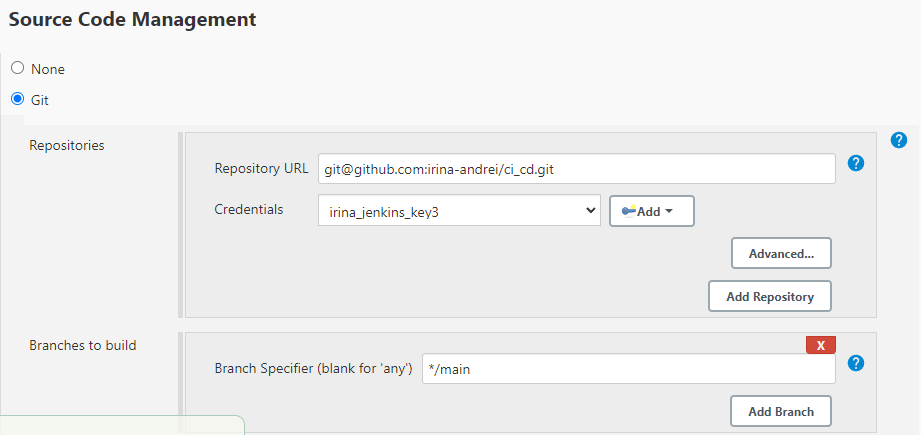 Source Code Management
None
Git
Repositories
?
Repository URL git@github.com:irina-andrei/ci_cd.git ?
Credentials irina_jenkins_key3 Add
Advanced...
Add Repository
Branches to build
X
Branch Specifier (blank for 'any') */main ?
Add Branch